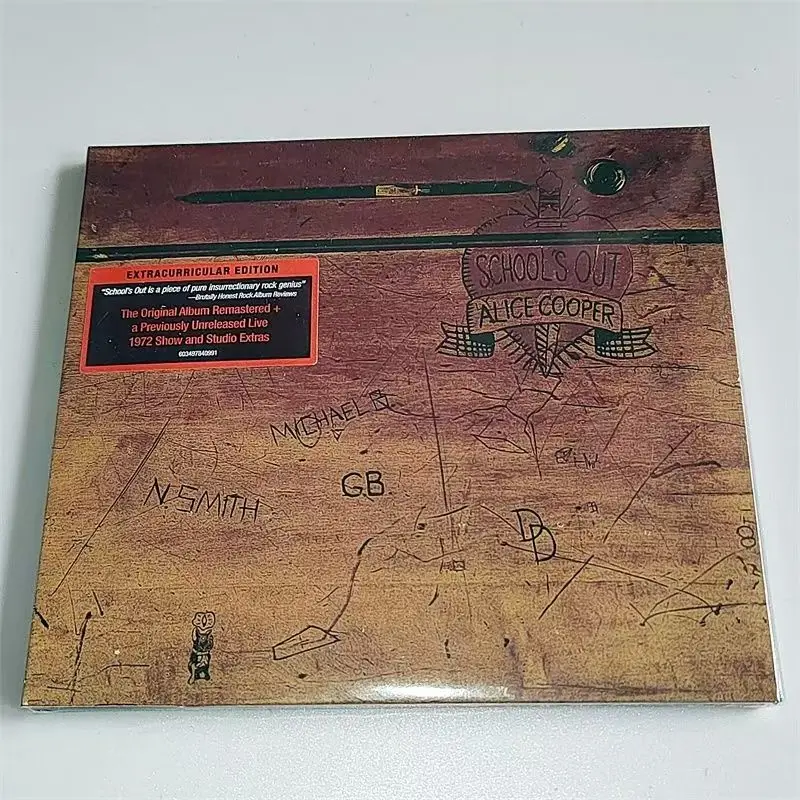 EXTRACURRICULAR EDITION
"School's Out is a piece of pure insurrectionary rock genius"
—Brutally Honest Rock Album Reviews
The Original Album Remastered +
a Previously Unreleased Live
1972 Show and Studio Extras
603497840991
SCHOOL'S OUT
ALICE COOPER
MICHAEL B.
G.B.
N. SMITH
DD